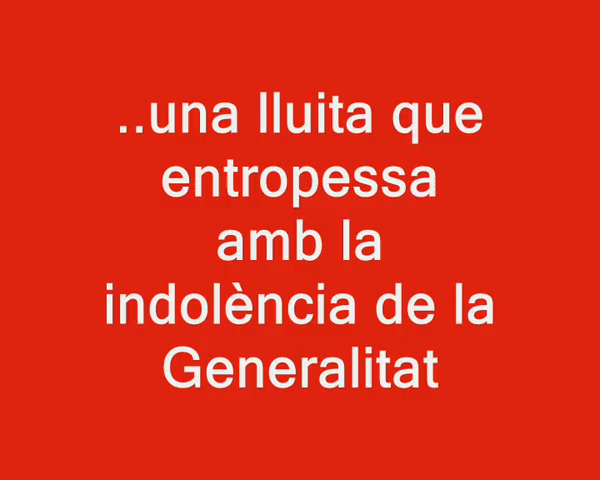 ..una lluita que
entropessa
amb la
indolència de la
Generalitat